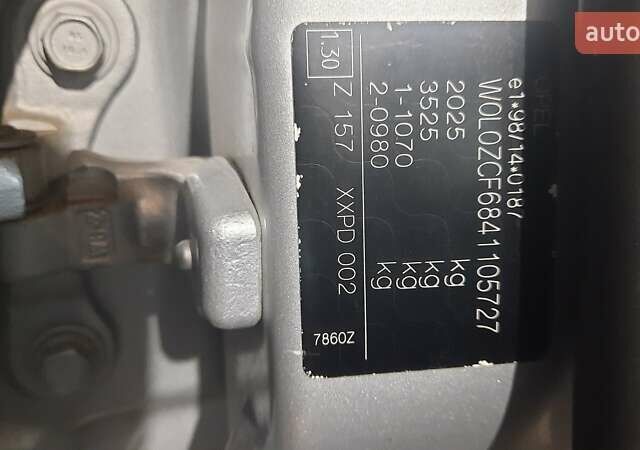 OPEL
e1*98/14*0187
W0L0ZCF6841105727
2025 kg
3525 kg
1-1070 kg
2-0980 kg
1.30 Z 157 XXPD 002
7860Z
auto